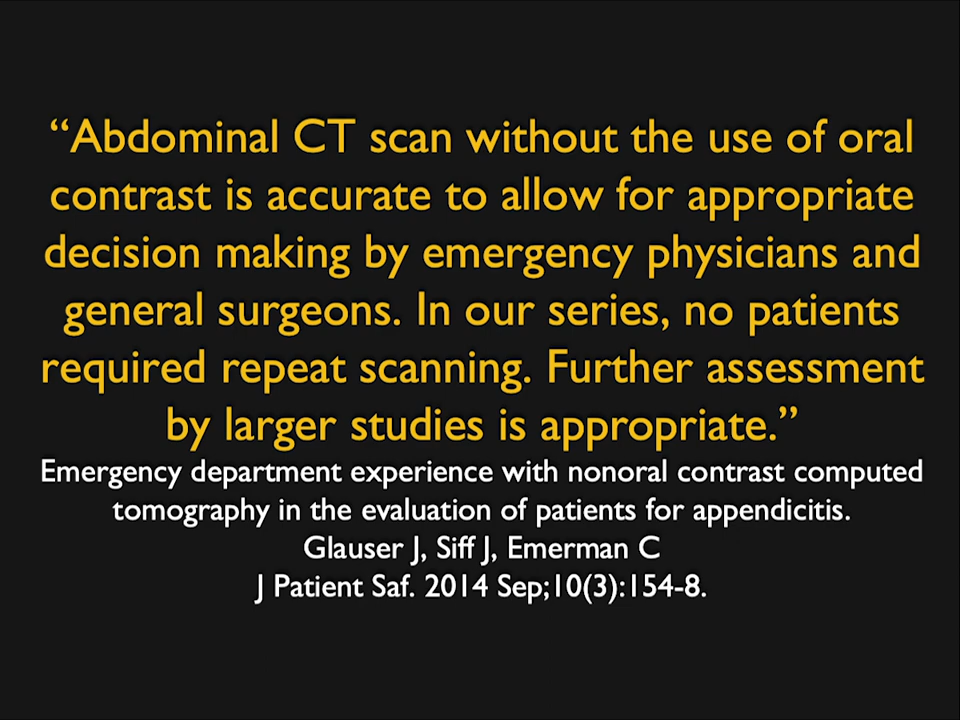 “Abdominal CT scan without the use of oral
contrast is accurate to allow for appropriate
decision making by emergency physicians and
general surgeons. In our series, no patients
required repeat scanning. Further assessment
by larger studies is appropriate.”
Emergency department experience with nonoral contrast computed
tomography in the evaluation of patients for appendicitis.
Glauser J, Siff J, Emerman C
J Patient Saf. 2014 Sep;10(3):154-8.